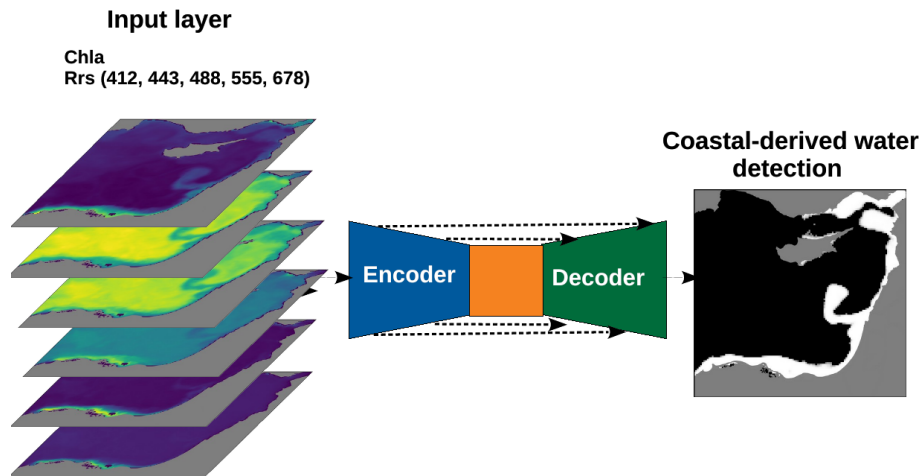 Input layer
Chla
Rrs (412, 443, 488, 555, 678)
Coastal-derived water
detection
Encoder
Decoder